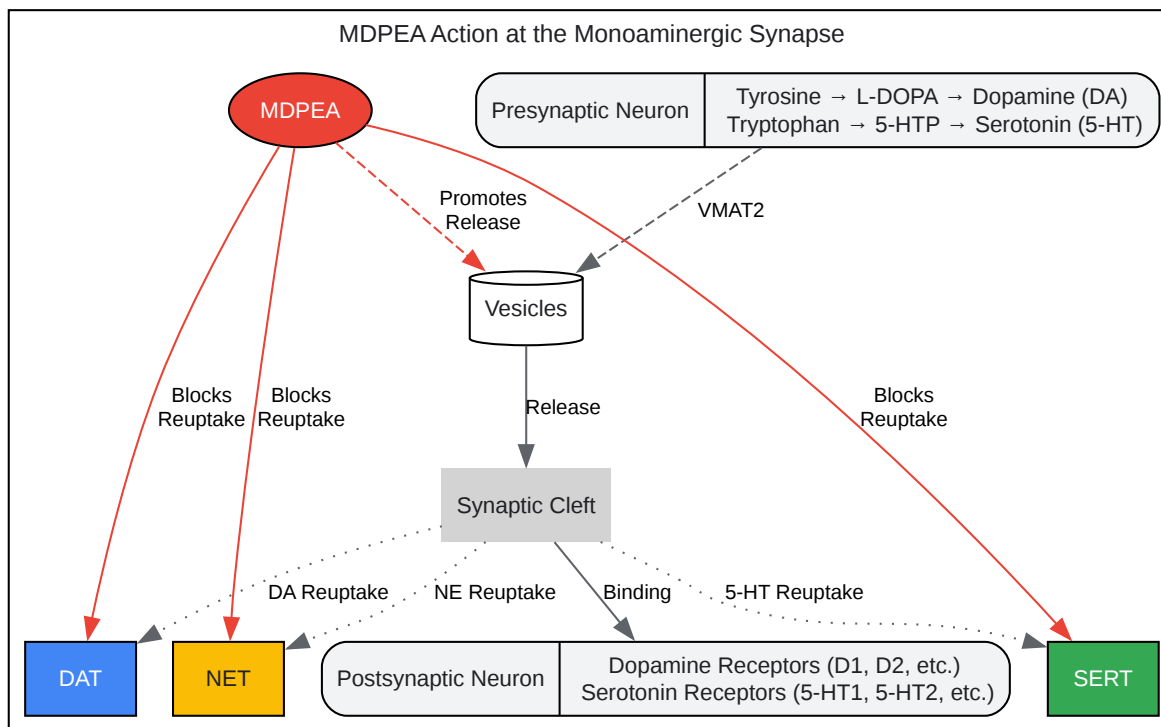 MDPEA Action at the Monoaminergic Synapse
MDPEA
Presynaptic Neuron
Tyrosine → L-DOPA → Dopamine (DA)
Tryptophan → 5-HTP → Serotonin (5-HT)
Promotes
Release
VMAT2
Vesicles
Blocks
Reuptake
Blocks
Reuptake
Blocks
Reuptake
Release
Synaptic Cleft
DA Reuptake
NE Reuptake
Binding
5-HT Reuptake
DAT
NET
Postsynaptic Neuron
Dopamine Receptors (D1, D2, etc.)
Serotonin Receptors (5-HT1, 5-HT2, etc.)
SERT